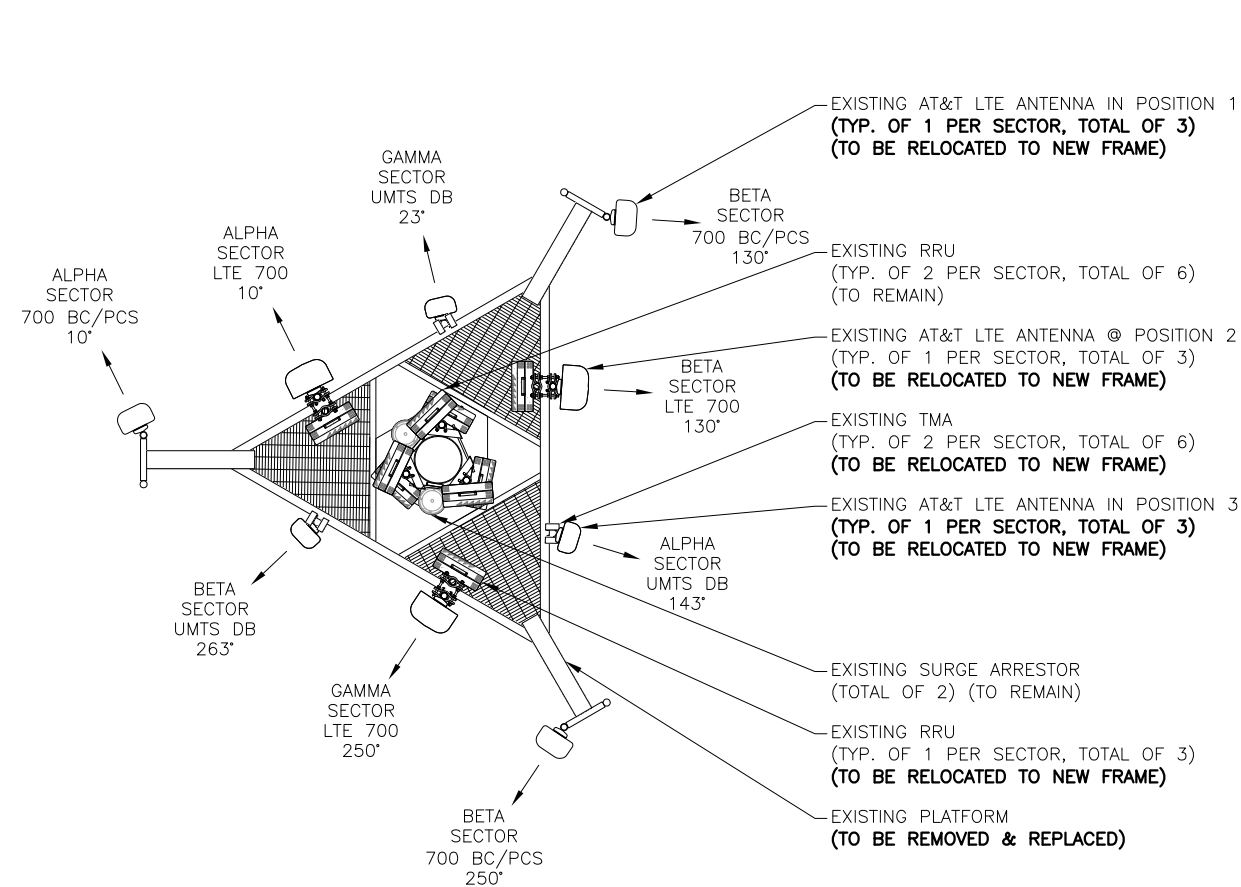 EXISTING AT&T LTE ANTENNA IN POSITION 1
(TYP. OF 1 PER SECTOR, TOTAL OF 3)
(TO BE RELOCATED TO NEW FRAME)
GAMMA
SECTOR
UMTS DB
23°
BETA
SECTOR
700 BC/PCS
130°
ALPHA
SECTOR
LTE 700
10°
ALPHA
SECTOR
700 BC/PCS
10°
EXISTING RRU
(TYP. OF 2 PER SECTOR, TOTAL OF 6)
(TO REMAIN)
EXISTING AT&T LTE ANTENNA @ POSITION 2
(TYP. OF 1 PER SECTOR, TOTAL OF 3)
(TO BE RELOCATED TO NEW FRAME)
BETA
SECTOR
LTE 700
130°
EXISTING TMA
(TYP. OF 2 PER SECTOR, TOTAL OF 6)
(TO BE RELOCATED TO NEW FRAME)
EXISTING AT&T LTE ANTENNA IN POSITION 3
(TYP. OF 1 PER SECTOR, TOTAL OF 3)
(TO BE RELOCATED TO NEW FRAME)
ALPHA
SECTOR
UMTS DB
143°
BETA
SECTOR
UMTS DB
263°
EXISTING SURGE ARRESTOR
(TOTAL OF 2) (TO REMAIN)
GAMMA
SECTOR
LTE 700
250°
EXISTING RRU
(TYP. OF 1 PER SECTOR, TOTAL OF 3)
(TO BE RELOCATED TO NEW FRAME)
EXISTING PLATFORM
(TO BE REMOVED & REPLACED)
BETA
SECTOR
700 BC/PCS
250°